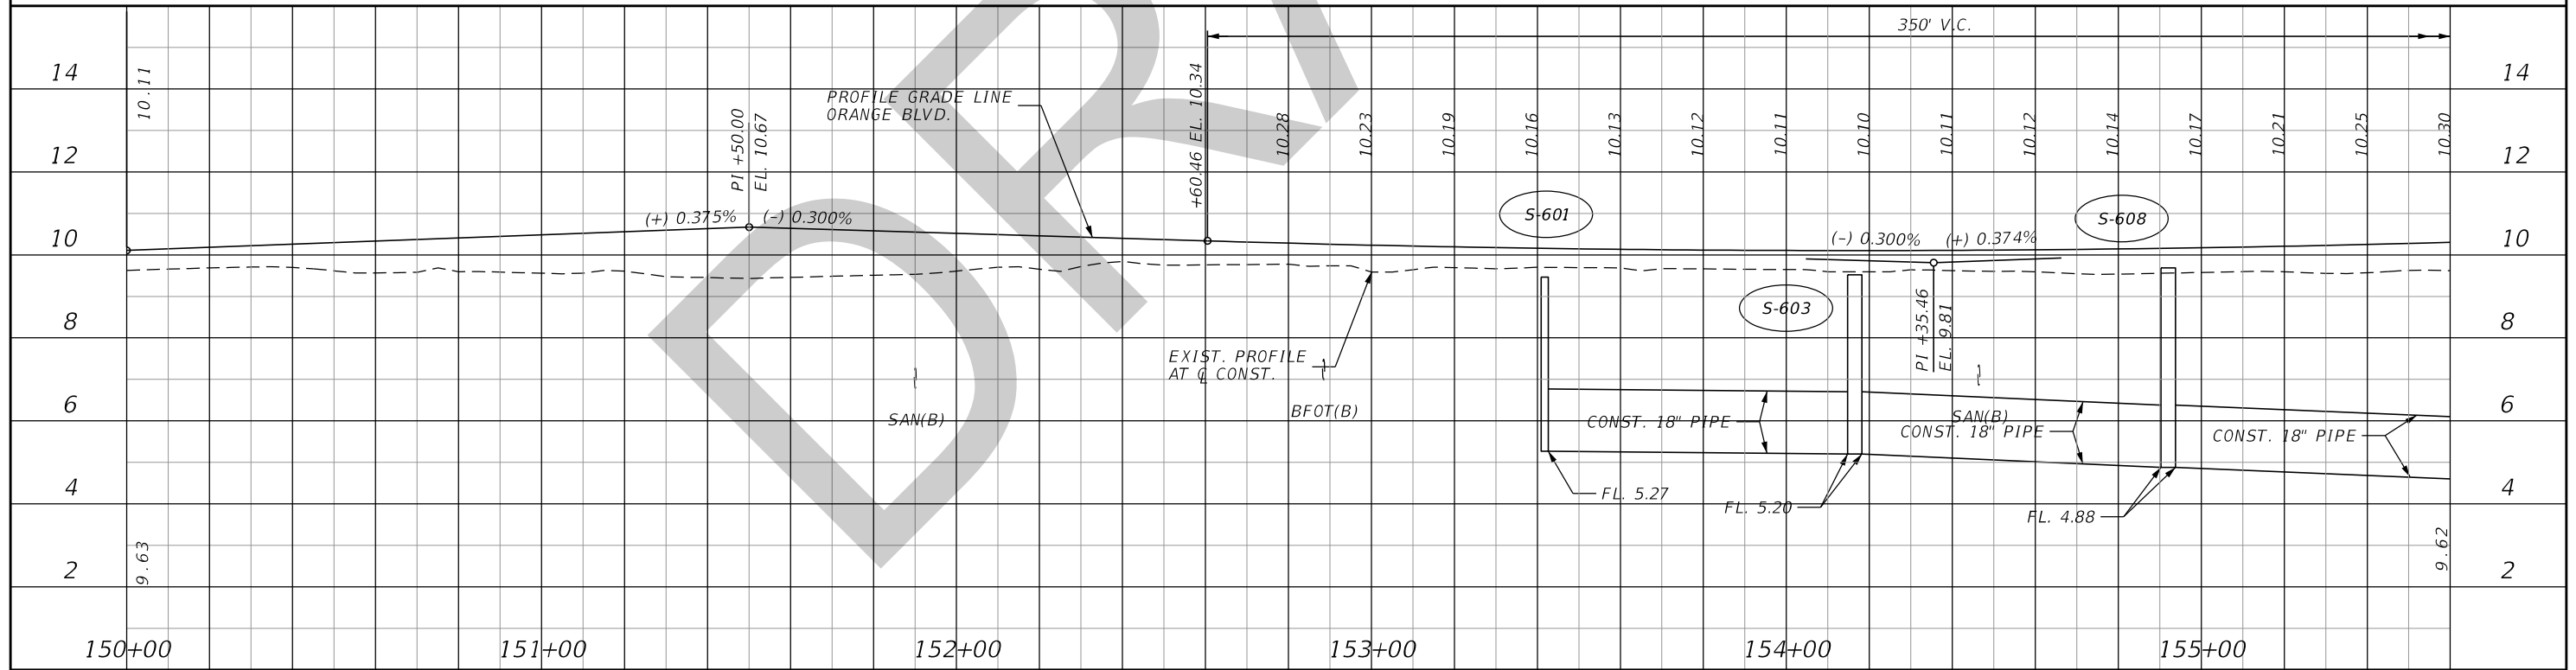 350' V.C.
14
14
10.11
PROFILE GRADE LINE
ORANGE BLVD.
PI +50.00
EL. 10.67
+60.46 EL. 10.34
10.28
10.23
10.19
10.16
10.13
10.12
10.11
10.10
10.11
10.12
10.14
10.17
10.21
10.25
10.30
12
12
S-601
S-608
(+) 0.375%
(-) 0.300%
10
(-) 0.300%
(+) 0.374%
10
8
S-603
PI +35.46
EL. 9.81
8
EXIST. PROFILE
AT ℄ CONST.
6
SAN(B)
BFOT(B)
CONST. 18" PIPE
SAN(B)
CONST. 18" PIPE
CONST. 18" PIPE
6
4
FL. 5.27
FL. 5.20
FL. 4.88
4
9.63
9.62
2
2
150+00
151+00
152+00
153+00
154+00
155+00